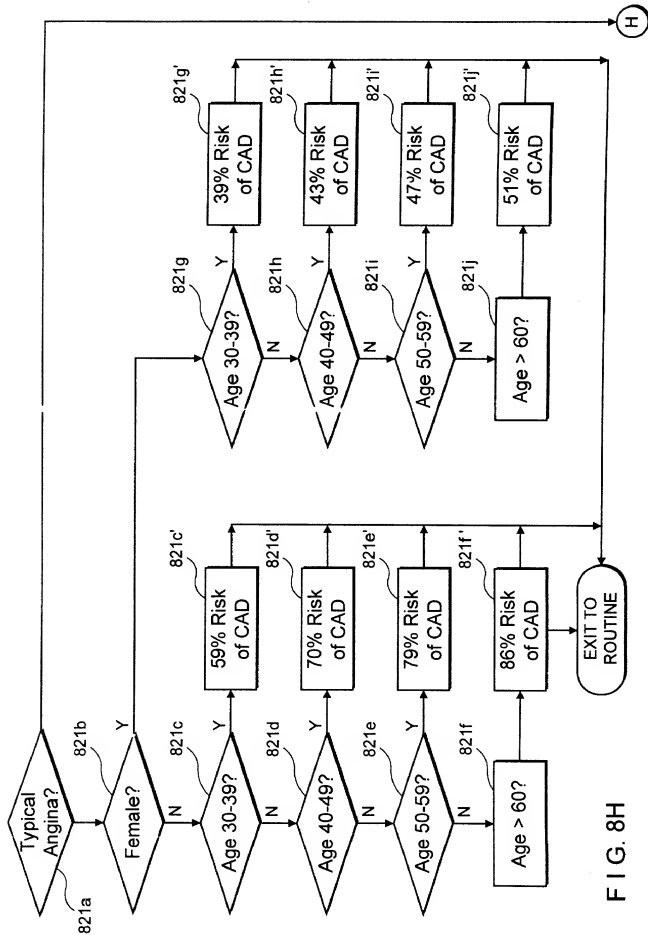 821a
Typical
Angina?
821b
Female?
Y
N
821c
Age 30-39?
Y
N
821c'
59% Risk
of CAD
821d
Age 40-49?
Y
N
821d'
70% Risk
of CAD
821e
Age 50-59?
Y
N
821e'
79% Risk
of CAD
821f
Age > 60?
821f'
86% Risk
of CAD
EXIT TO
ROUTINE
821g
Age 30-39?
Y
N
821g'
39% Risk
of CAD
821h
Age 40-49?
Y
N
821h'
43% Risk
of CAD
821i
Age 50-59?
Y
N
821i'
47% Risk
of CAD
821j
Age > 60?
821j'
51% Risk
of CAD
H
FIG. 8H